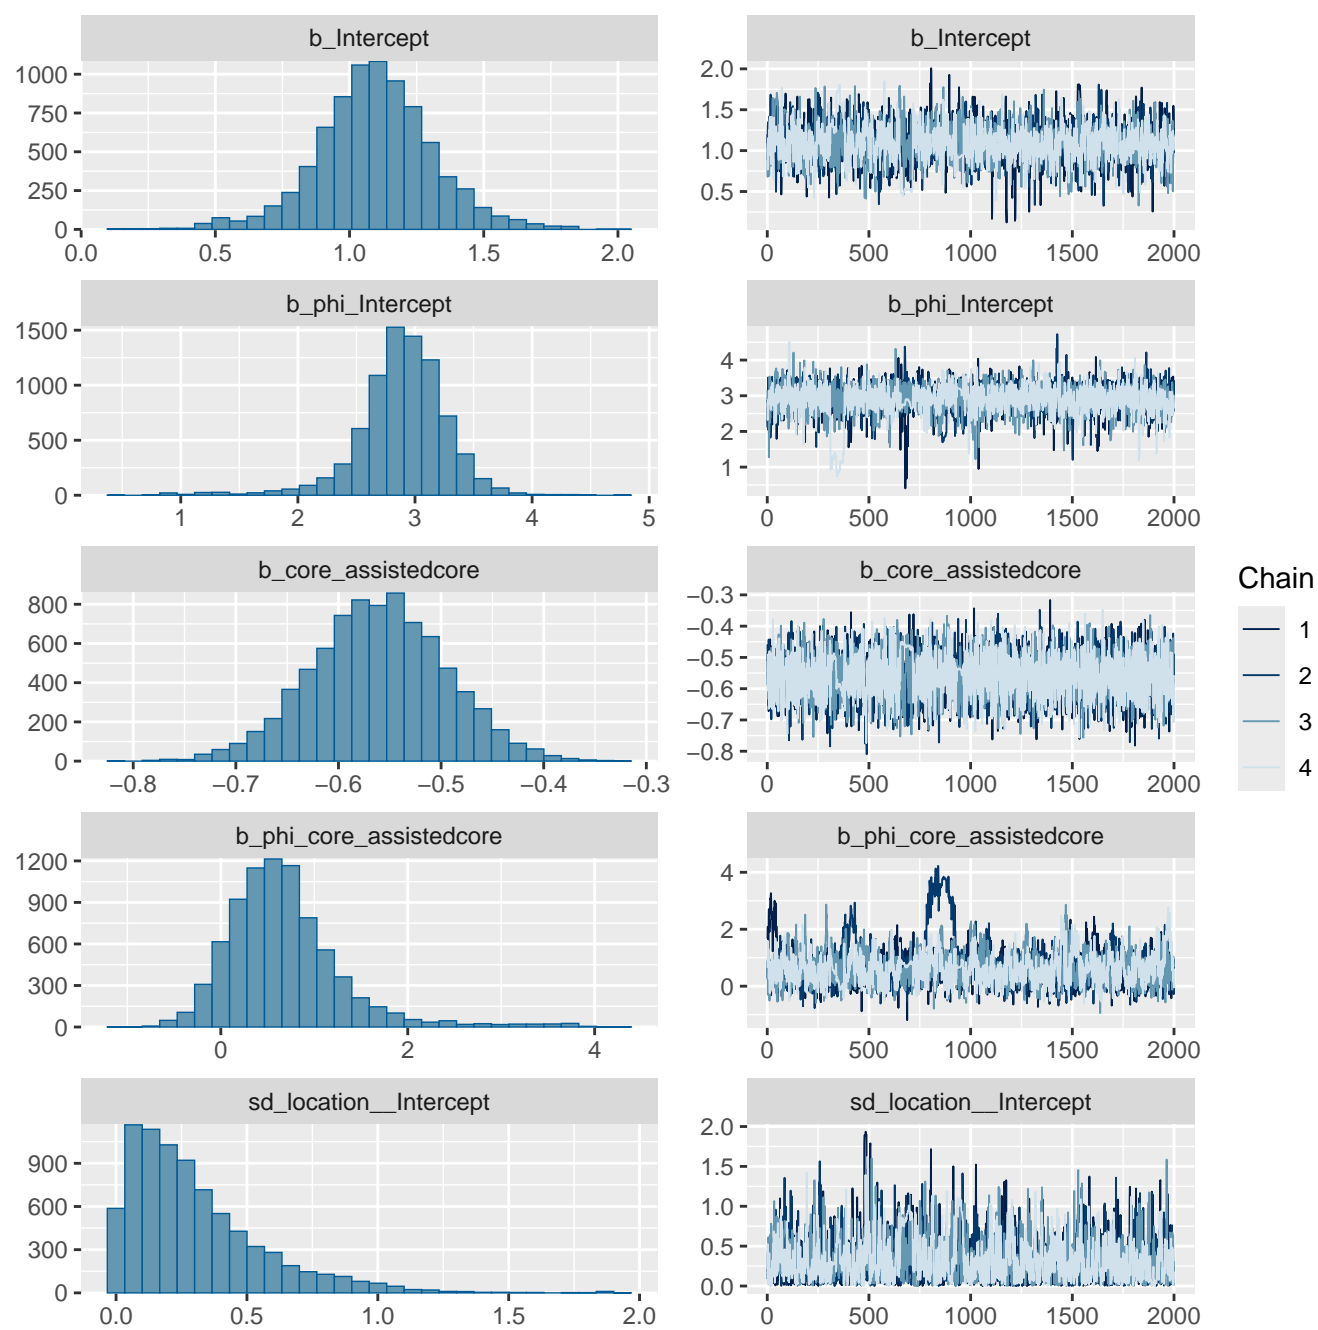 b_Intercept
1000
750
500
250
0
0.0 0.5 1.0 1.5 2.0
b_Intercept
2.0
1.5
1.0
0.5
0 500 1000 1500 2000
b_phi_Intercept
1500
1000
500
0
1 2 3 4 5
b_phi_Intercept
4
3
2
1
0 500 1000 1500 2000
b_core_assistedcore
800
600
400
200
0
−0.8 −0.7 −0.6 −0.5 −0.4 −0.3
b_core_assistedcore
−0.3
−0.4
−0.5
−0.6
−0.7
−0.8
0 500 1000 1500 2000
b_phi_core_assistedcore
1200
900
600
300
0
0 2 4
b_phi_core_assistedcore
4
2
0
0 500 1000 1500 2000
sd_location__Intercept
900
600
300
0
0.0 0.5 1.0 1.5 2.0
sd_location__Intercept
2.0
1.5
1.0
0.5
0.0
0 500 1000 1500 2000
Chain
1
2
3
4